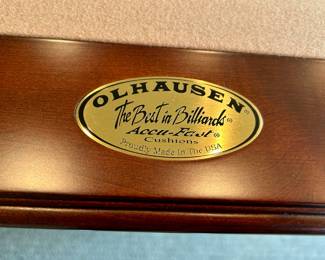 OLHAUSEN®
The Best in Billiards®
Accu-Fast®
Cushions
Proudly Made In The USA